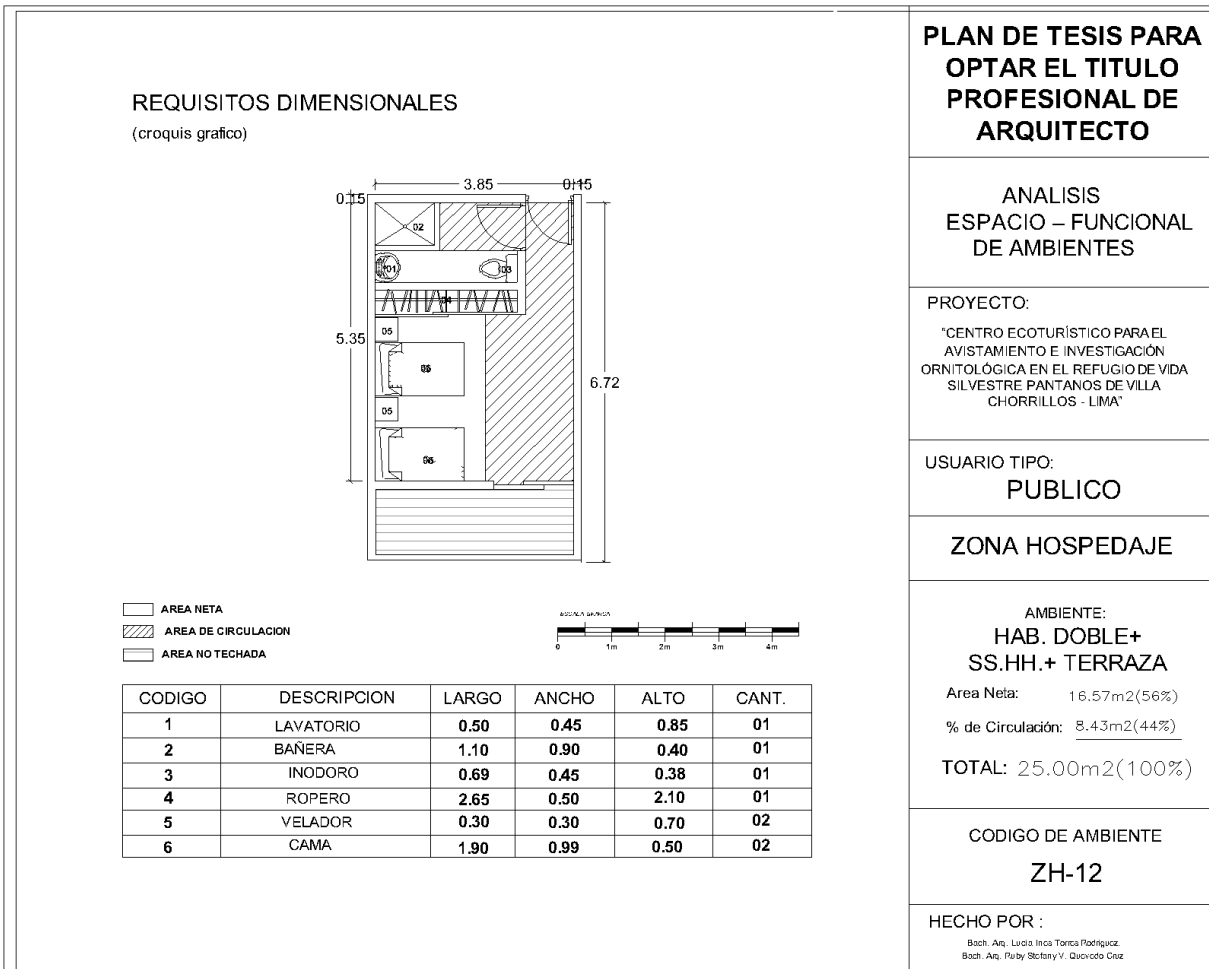 REQUISITOS DIMENSIONALES
(croquis grafico)
3.85
0.15
0.15
02
01
03
04
05
5.35
06
6.72
05
06
AREA NETA
AREA DE CIRCULACION
AREA NO TECHADA
ESCALA GRAFICA
0 1m 2m 3m 4m
CODIGO DESCRIPCION LARGO ANCHO ALTO CANT.
1 LAVATORIO 0.50 0.45 0.85 01
2 BAÑERA 1.10 0.90 0.40 01
3 INODORO 0.69 0.45 0.38 01
4 ROPERO 2.65 0.50 2.10 01
5 VELADOR 0.30 0.30 0.70 02
6 CAMA 1.90 0.99 0.50 02
PLAN DE TESIS PARA
OPTAR EL TITULO
PROFESIONAL DE
ARQUITECTO
ANALISIS
ESPACIO – FUNCIONAL
DE AMBIENTES
PROYECTO:
"CENTRO ECOTURÍSTICO PARA EL
AVISTAMIENTO E INVESTIGACIÓN
ORNITOLÓGICA EN EL REFUGIO DE VIDA
SILVESTRE PANTANOS DE VILLA
CHORRILLOS - LIMA"
USUARIO TIPO:
PUBLICO
ZONA HOSPEDAJE
AMBIENTE:
HAB. DOBLE+
SS.HH.+ TERRAZA
Area Neta: 16.57m2(56%)
% de Circulación: 8.43m2(44%)
TOTAL: 25.00m2(100%)
CODIGO DE AMBIENTE
ZH-12
HECHO POR :
Bach. Arq. Lucia Ines Torres Rodriguez.
Bach. Arq. Ruby Stefany V. Quevedo Cruz